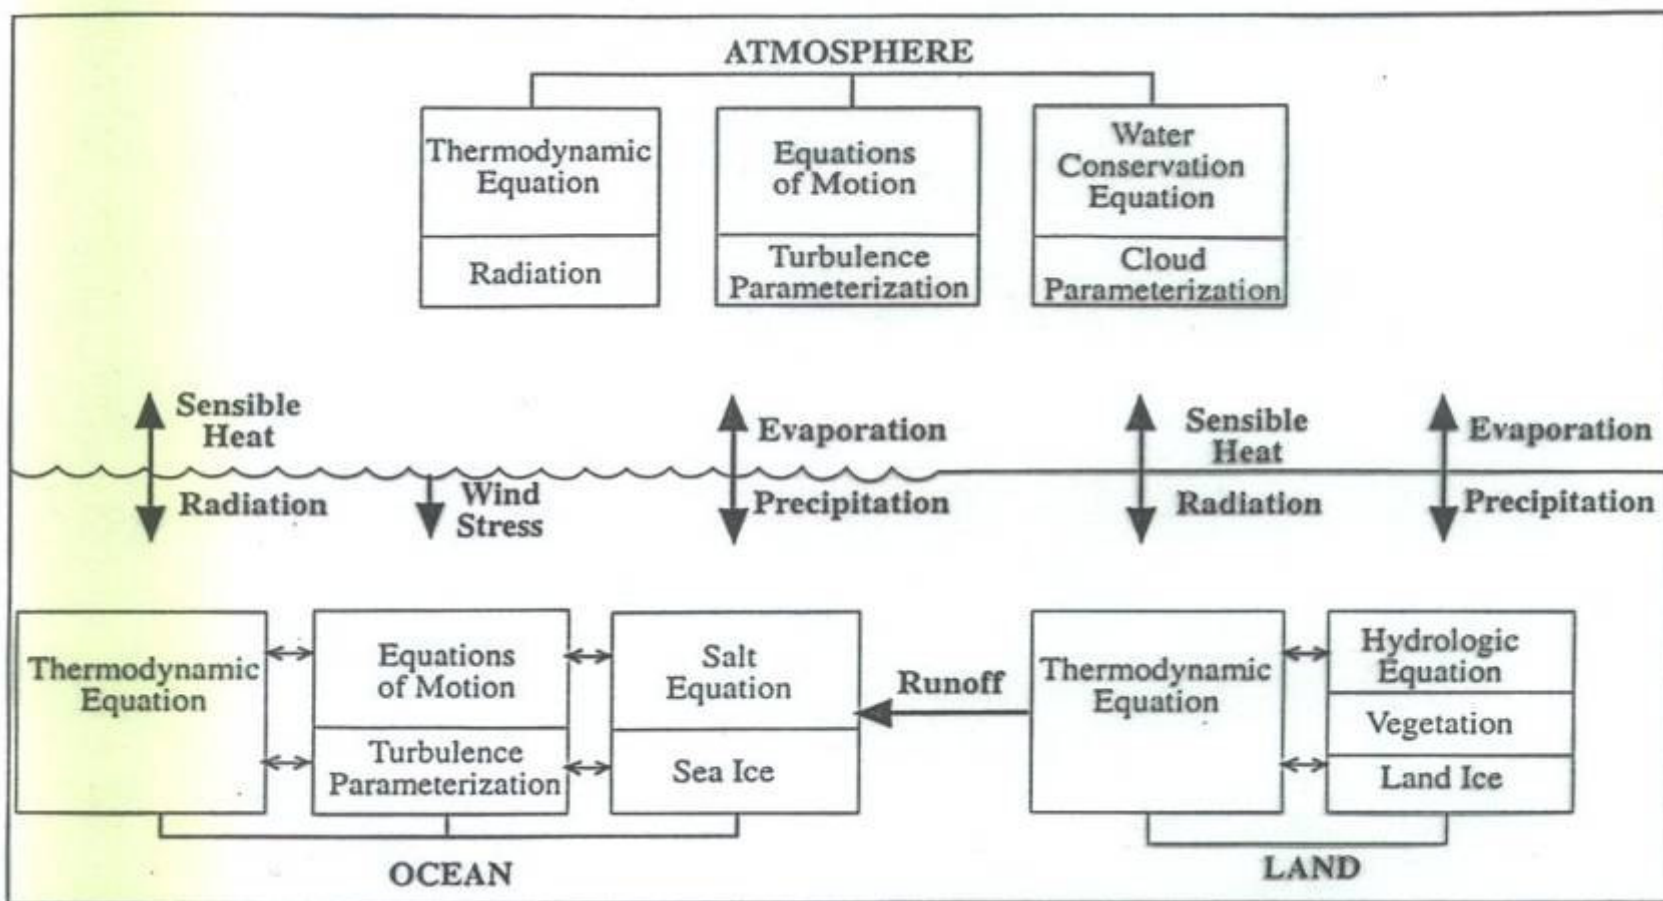 ATMOSPHERE
Thermodynamic
Equation
Radiation
Equations
of Motion
Turbulence
Parameterization
Water
Conservation
Equation
Cloud
Parameterization
Sensible
Heat
Radiation
Wind
Stress
Evaporation
Precipitation
Sensible
Heat
Radiation
Evaporation
Precipitation
Thermodynamic
Equation
Equations
of Motion
Turbulence
Parameterization
Salt
Equation
Sea Ice
Runoff
Thermodynamic
Equation
Hydrologic
Equation
Vegetation
Land Ice
OCEAN
LAND